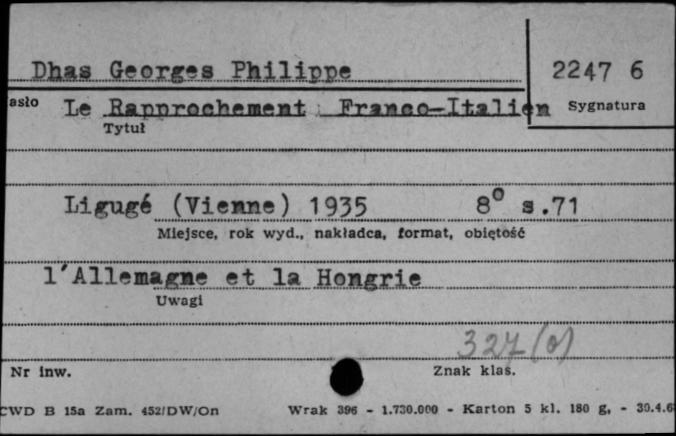 Dhas Georges Philippe
2247 6
asło
Le Rapprochement Franco-Italien
Sygnatura
Tytuł
Ligugé (Vienne) 1935 8° s.71
Miejsce, rok wyd., nakładca, format, objętość
l'Allemagne et la Hongrie
Uwagi
327(o)
Nr inw.
Znak klas.
CWD B 15a Zam. 452/DW/On Wrak 396 - 1.730.000 - Karton 5 kl. 180 g, - 30.4.6